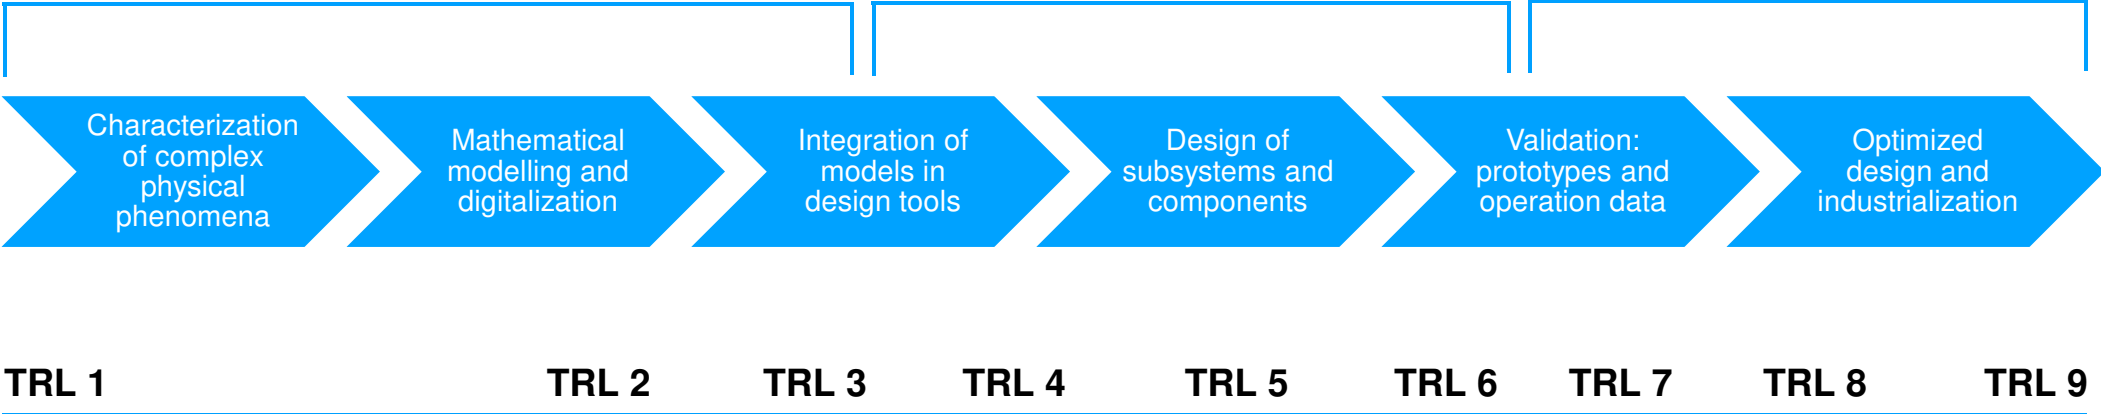 Characterization
of complex
physical
phenomena
Mathematical
modelling and
digitalization
Integration of
models in
design tools
Design of
subsystems and
components
Validation:
prototypes and
operation data
Optimized
design and
industrialization
TRL 1 TRL 2 TRL 3 TRL 4 TRL 5 TRL 6 TRL 7 TRL 8 TRL 9